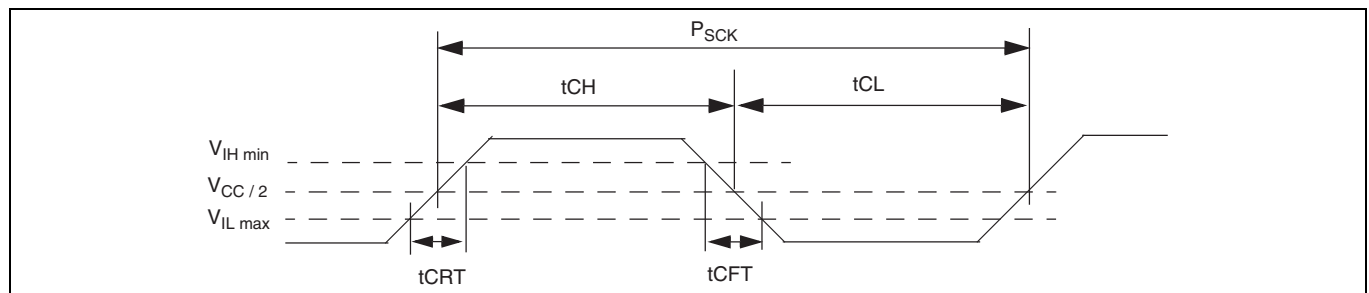 PSCK
tCH
tCL
VIH min
VCC / 2
VIL max
tCRT
tCFT